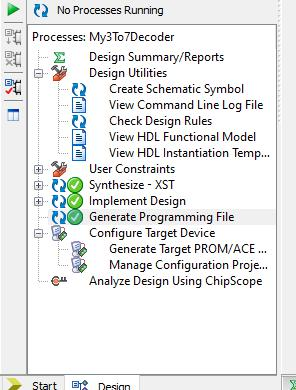 No Processes Running
Processes: My3To7Decoder
Design Summary/Reports
Design Utilities
Create Schematic Symbol
View Command Line Log File
Check Design Rules
View HDL Functional Model
View HDL Instantiation Temp...
User Constraints
Synthesize - XST
Implement Design
Generate Programming File
Configure Target Device
Generate Target PROM/ACE ...
Manage Configuration Proje...
Analyze Design Using ChipScope
Start Design